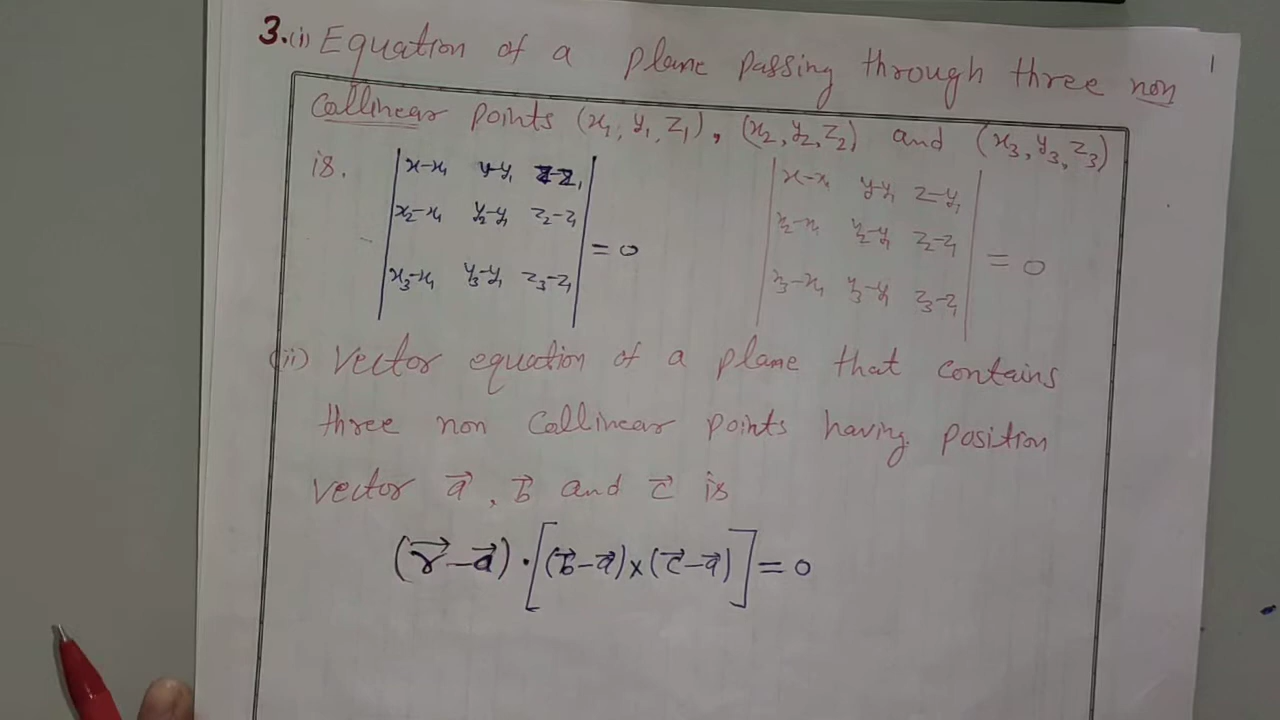 3.(i) Equation of a plane passing through three non 1
Callinear points (x₁, y₁, z₁), (x₂, y₂, z₂) and (x₃, y₃, z₃)
is. | x-x₁ y-y₁ z-z₁ | | x-x₁ y-y₁ z-y₁ |
| x₂-x₁ y₂-y₁ z₂-z₁ | = 0 | x₂-x₁ y₂-y₁ z₂-z₁ | = 0
| x₃-x₁ y₃-y₁ z₃-z₁ | | x₃-x₁ y₃-y₁ z₃-z₁ |
(ii) Vector equation of a plane that contains
three non Callinear points having position
vector a⃗, b⃗ and c⃗ is
(r⃗-a⃗)·[(b⃗-a⃗)×(c⃗-a⃗)]=0